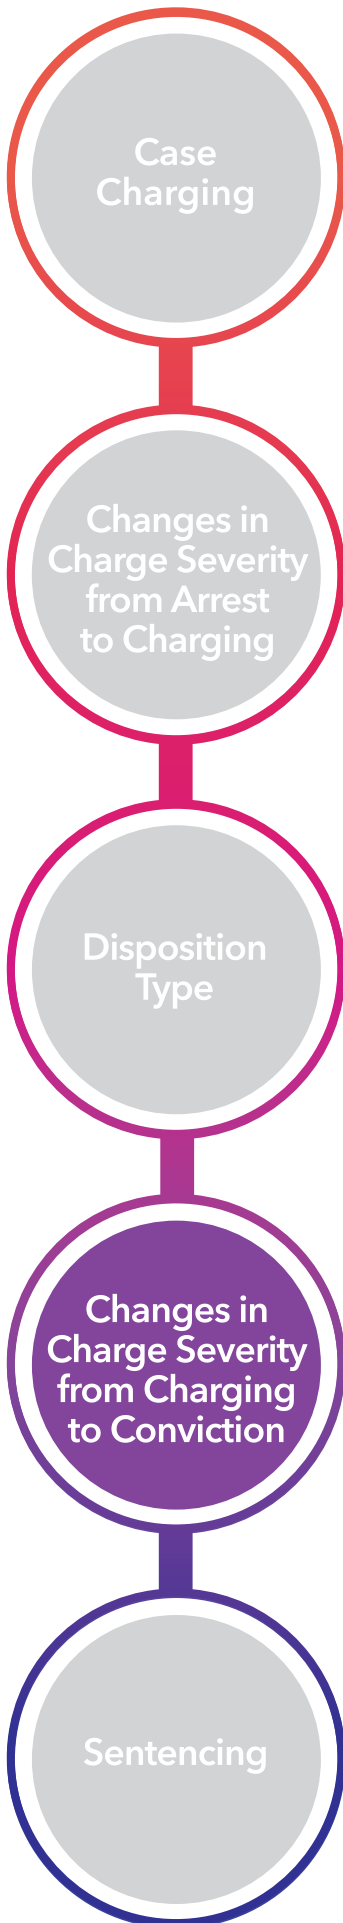 Case
Charging
Changes in
Charge Severity
from Arrest
to Charging
Disposition
Type
Changes in
Charge Severity
from Charging
to Conviction
Sentencing